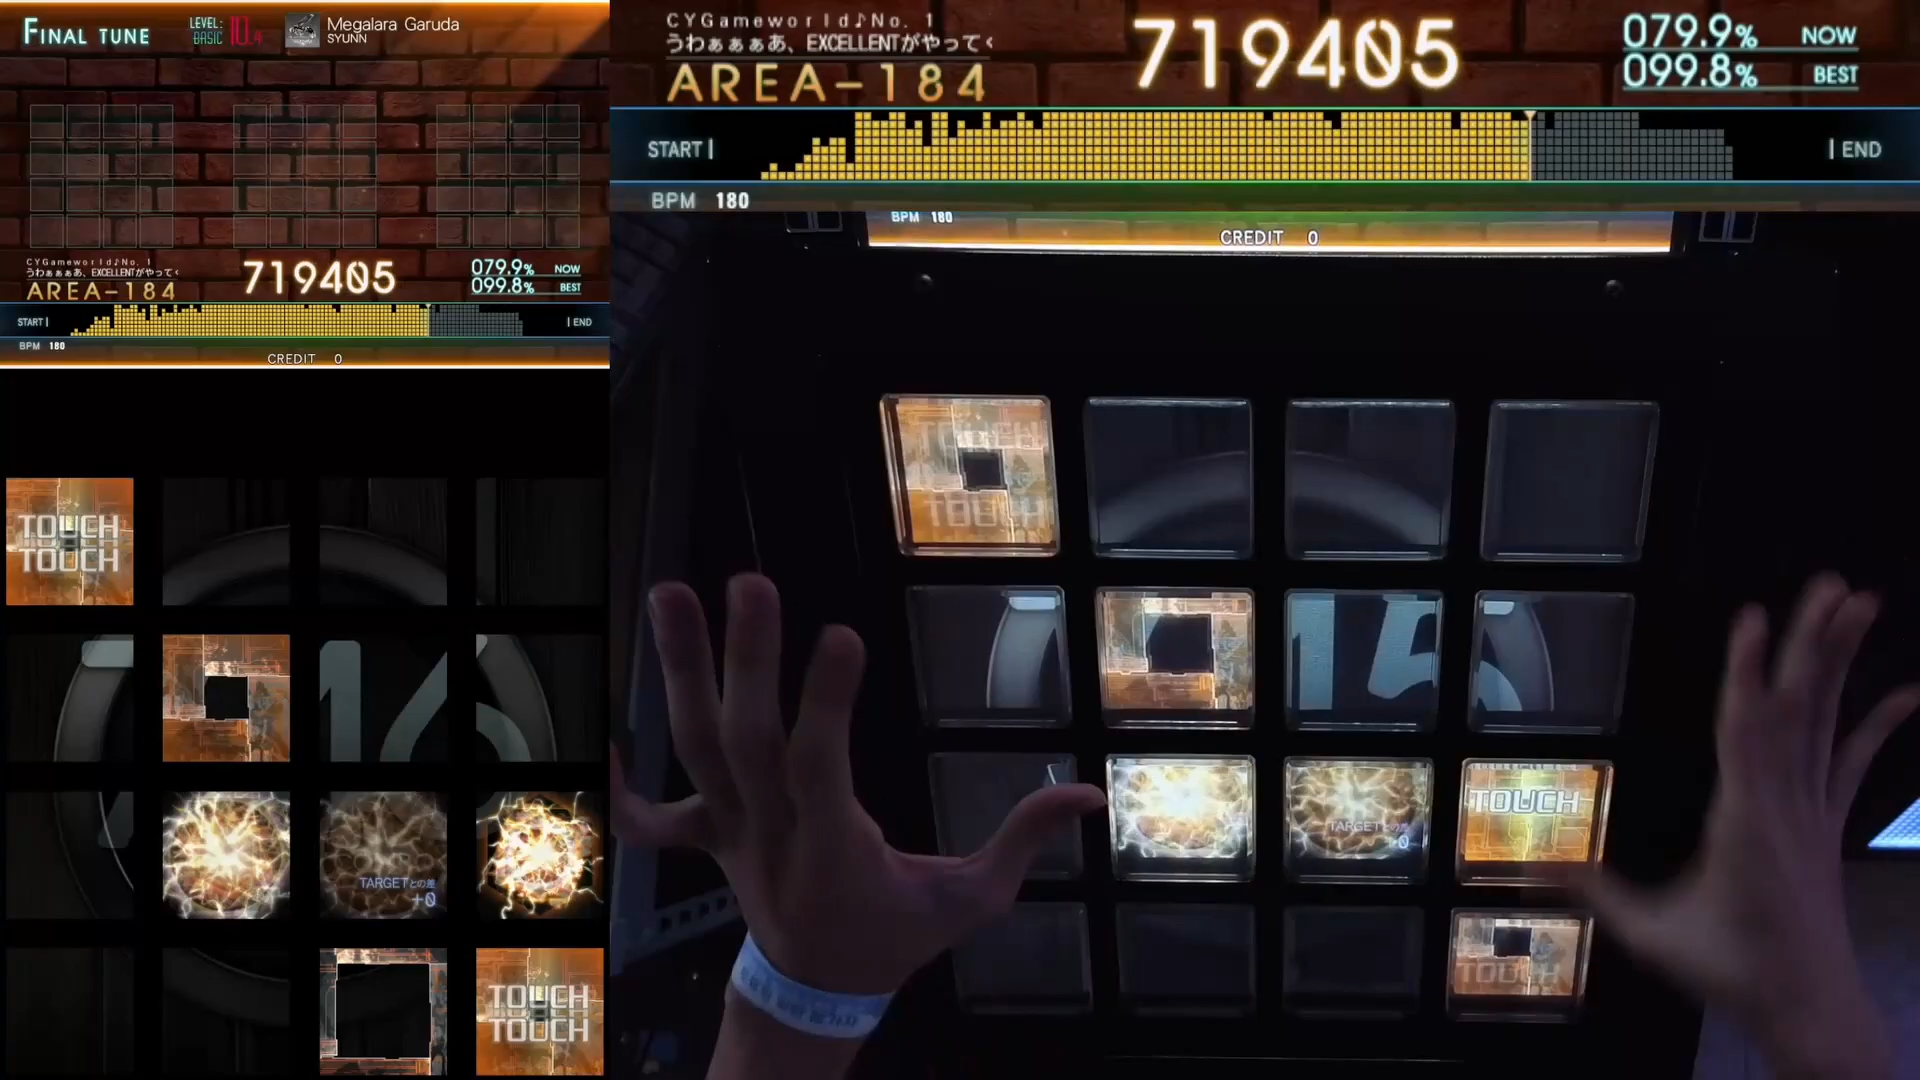 FINAL TUNE
LEVEL:
BASIC 10.4
Megalara Garuda
SYUNN
CYGameworld♪No. 1
うわぁぁぁあ、EXCELLENTがやってく
AREA-184
719405
079.9% NOW
099.8% BEST
START
END
BPM 180
CREDIT 0
TOUCH
TOUCH
16
TARGETとの差
+0
TOUCH
TOUCH
CYGameworld♪No. 1
うわぁぁぁあ、EXCELLENTがやってく
AREA-184
719405
079.9% NOW
099.8% BEST
START
END
BPM 180
BPM 180
CREDIT 0
TOUCH
TOUCH
15
TARGETとの差
+0
TOUCH
TOUCH